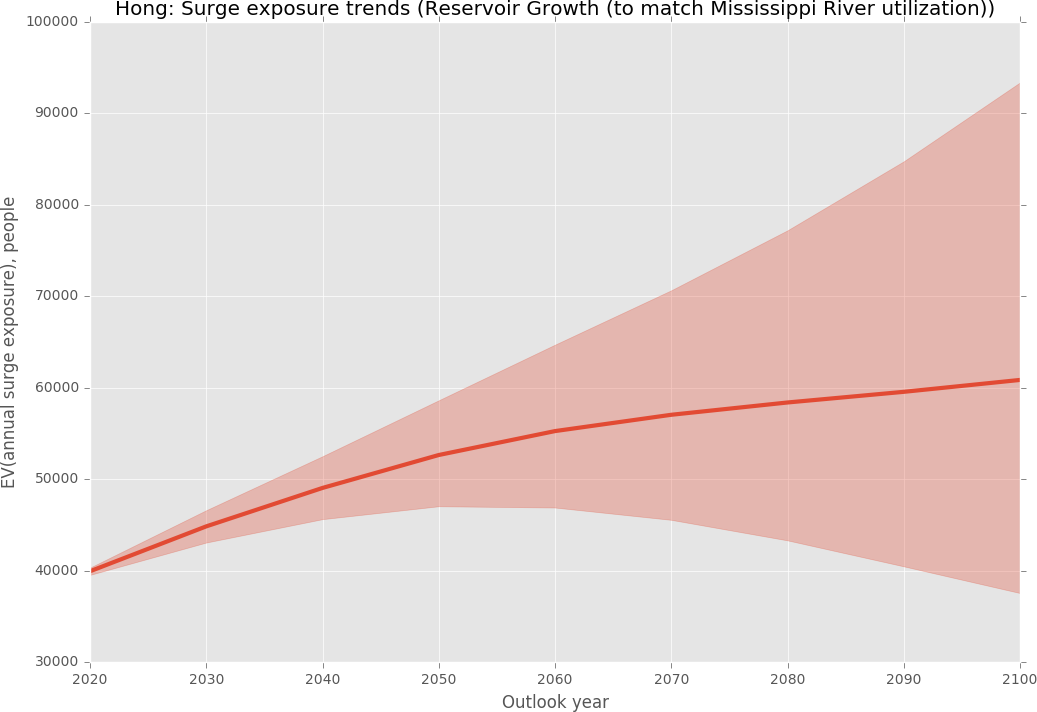 Hong: Surge exposure trends (Reservoir Growth (to match Mississippi River utilization))
100000
90000
80000
70000
60000
50000
40000
30000
EV(annual surge exposure), people
2020 2030 2040 2050 2060 2070 2080 2090 2100
Outlook year